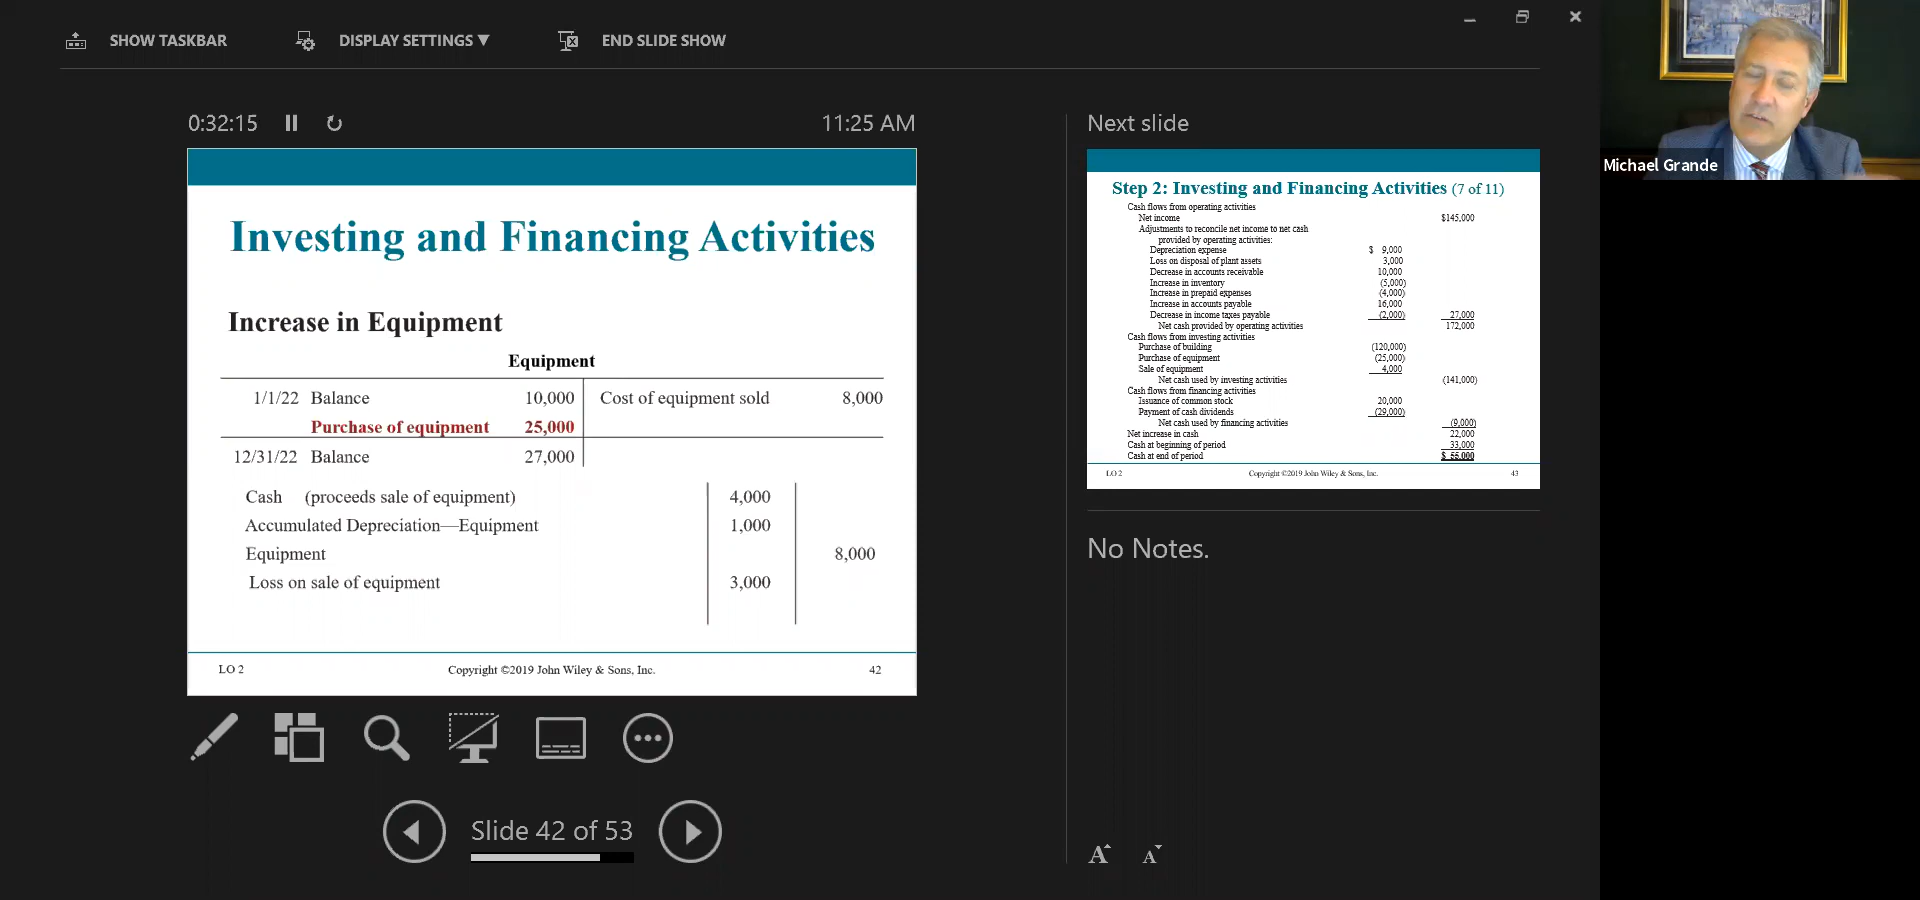 SHOW TASKBAR DISPLAY SETTINGS ▼ END SLIDE SHOW
0:32:15 11:25 AM
Investing and Financing Activities
Increase in Equipment
Equipment
1/1/22 Balance 10,000 Cost of equipment sold 8,000
Purchase of equipment 25,000
12/31/22 Balance 27,000
Cash (proceeds sale of equipment) 4,000
Accumulated Depreciation—Equipment 1,000
Equipment 8,000
Loss on sale of equipment 3,000
LO 2 Copyright ©2019 John Wiley & Sons, Inc. 42
Slide 42 of 53
Next slide
Step 2: Investing and Financing Activities (7 of 11)
Cash flows from operating activities
Net income $145,000
Adjustments to reconcile net income to net cash
provided by operating activities:
Depreciation expense $ 9,000
Loss on disposal of plant assets 3,000
Decrease in accounts receivable 10,000
Increase in inventory (5,000)
Increase in prepaid expenses (4,000)
Increase in accounts payable 16,000
Decrease in income taxes payable (2,000) 27,000
Net cash provided by operating activities 172,000
Cash flows from investing activities
Purchase of building (120,000)
Purchase of equipment (25,000)
Sale of equipment 4,000
Net cash used by investing activities (141,000)
Cash flows from financing activities
Issuance of common stock 20,000
Payment of cash dividends (29,000)
Net cash used by financing activities (9,000)
Net increase in cash 22,000
Cash at beginning of period 33,000
Cash at end of period $ 55,000
LO 2 Copyright ©2019 John Wiley & Sons, Inc. 43
No Notes.
A A
Michael Grande